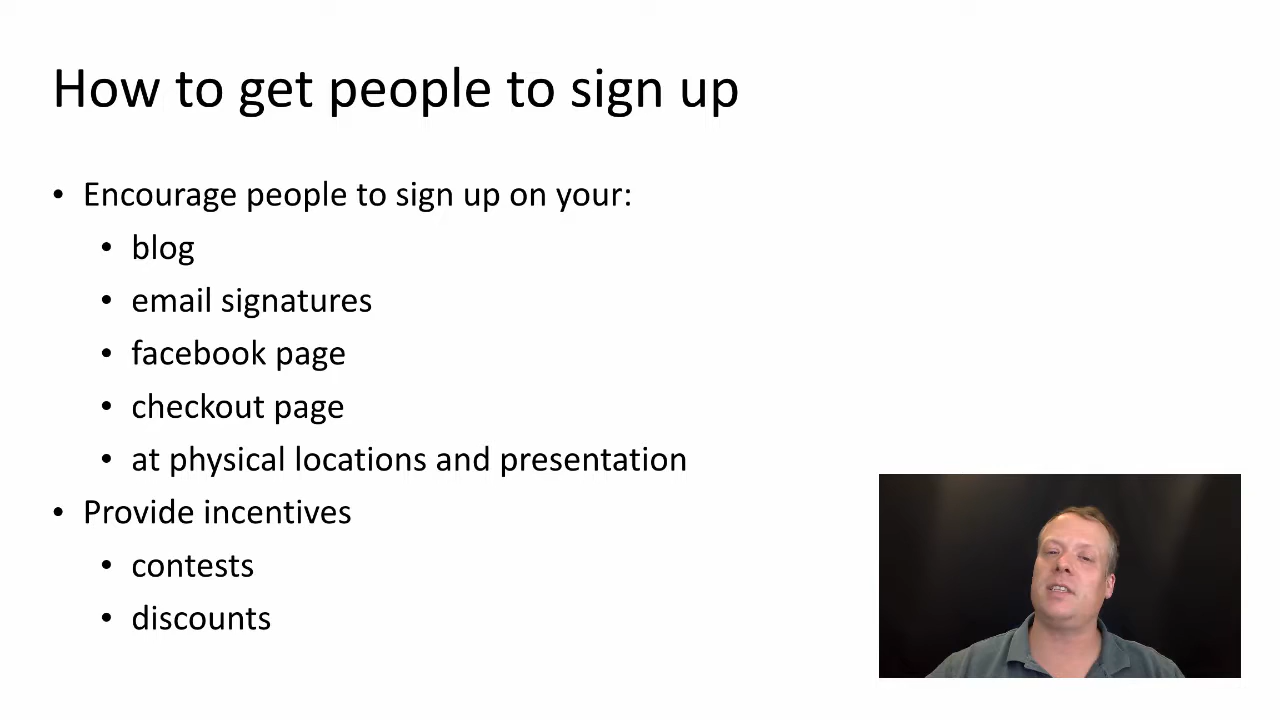 How to get people to sign up
• Encourage people to sign up on your:
• blog
• email signatures
• facebook page
• checkout page
• at physical locations and presentation
• Provide incentives
• contests
• discounts